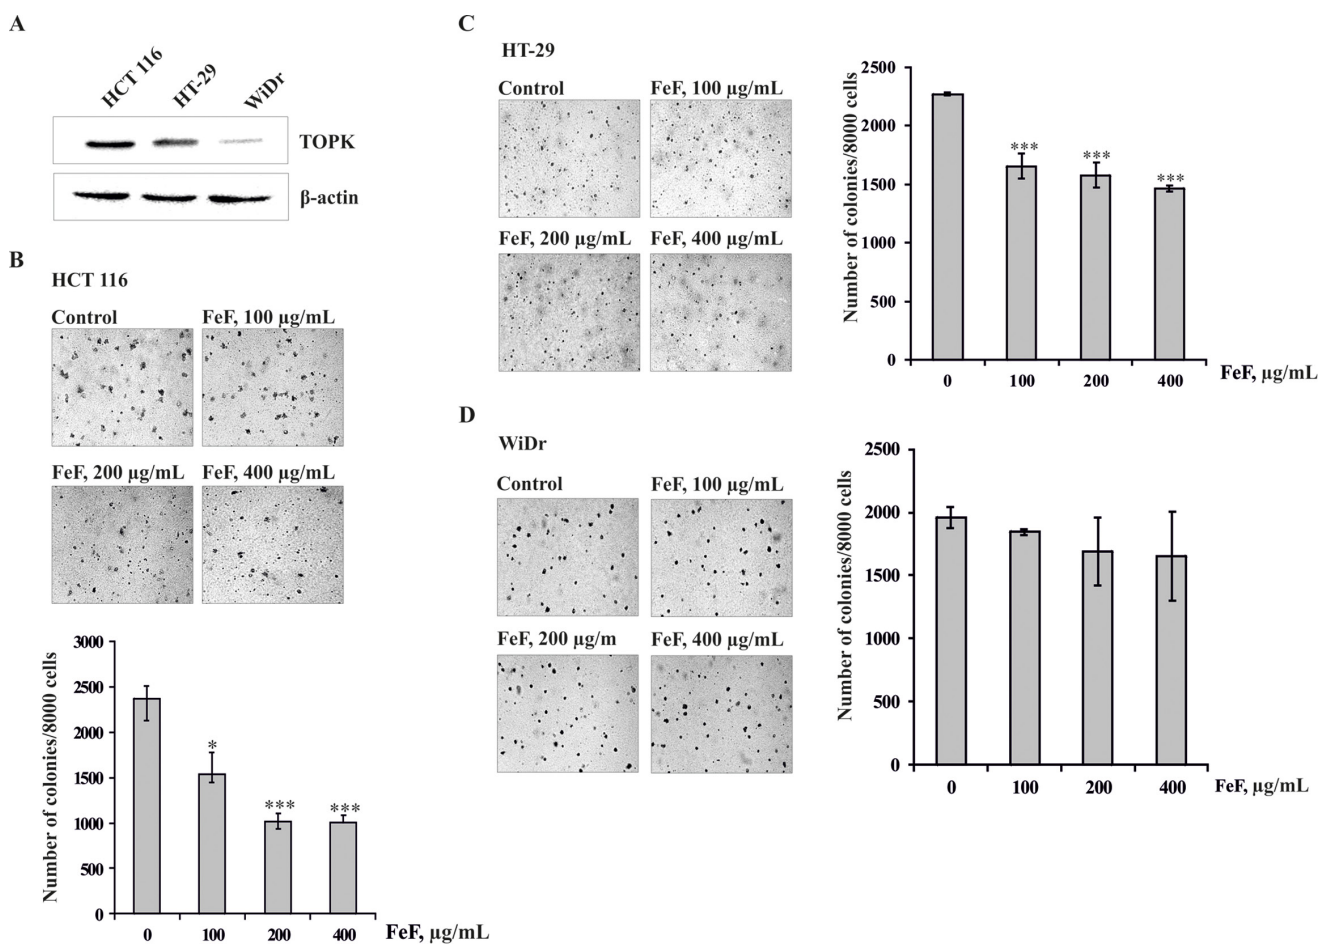 A
HCT 116
HT-29
WiDr
TOPK
β-actin
B
HCT 116
Control
FeF, 100 μg/mL
FeF, 200 μg/mL
FeF, 400 μg/mL
Number of colonies/8000 cells
3000
2500
2000
1500
1000
500
0
*
***
***
0
100
200
400
FeF, μg/mL
C
HT-29
Control
FeF, 100 μg/mL
FeF, 200 μg/mL
FeF, 400 μg/mL
Number of colonies/8000 cells
2500
2000
1500
1000
500
0
***
***
***
0
100
200
400
FeF, μg/mL
D
WiDr
Control
FeF, 100 μg/mL
FeF, 200 μg/m
FeF, 400 μg/mL
Number of colonies/8000 cells
2500
2000
1500
1000
500
0
0
100
200
400
FeF, μg/mL